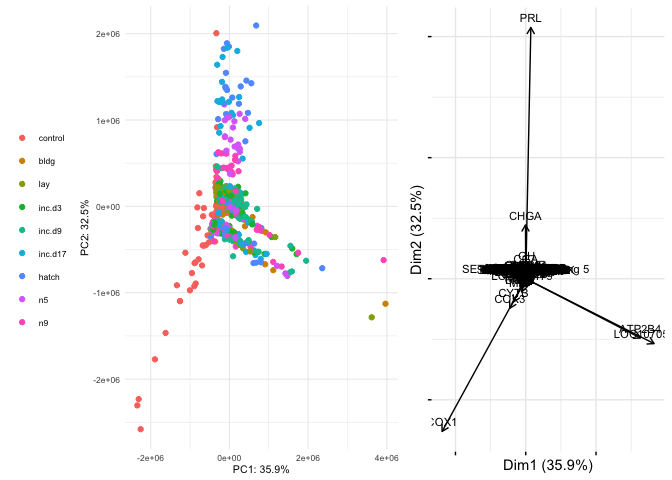 control
bldg
lay
inc.d3
inc.d9
inc.d17
hatch
n5
n9
PC2: 32.5%
2e+06
1e+06
0e+00
-1e+06
-2e+06
-2e+06
0e+00
2e+06
4e+06
PC1: 35.9%
Dim2 (32.5%)
PRL
CHGA
COX3
ATP2B4
COX1
Dim1 (35.9%)